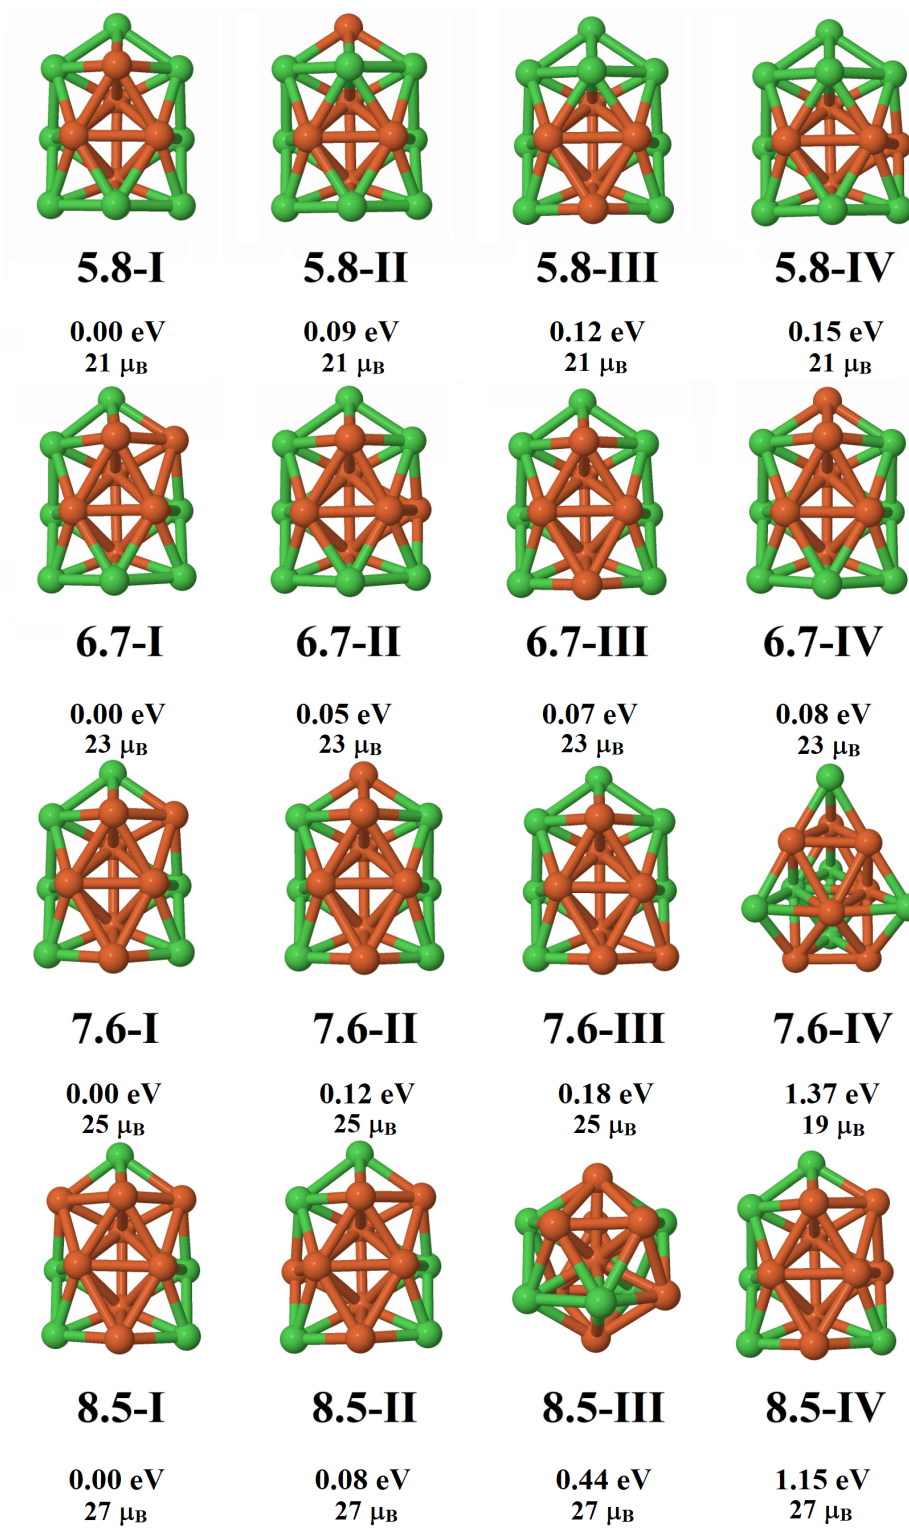 5.8-I 5.8-II 5.8-III 5.8-IV
0.00 eV 0.09 eV 0.12 eV 0.15 eV
21 μB 21 μB 21 μB 21 μB
6.7-I 6.7-II 6.7-III 6.7-IV
0.00 eV 0.05 eV 0.07 eV 0.08 eV
23 μB 23 μB 23 μB 23 μB
7.6-I 7.6-II 7.6-III 7.6-IV
0.00 eV 0.12 eV 0.18 eV 1.37 eV
25 μB 25 μB 25 μB 19 μB
8.5-I 8.5-II 8.5-III 8.5-IV
0.00 eV 0.08 eV 0.44 eV 1.15 eV
27 μB 27 μB 27 μB 27 μB